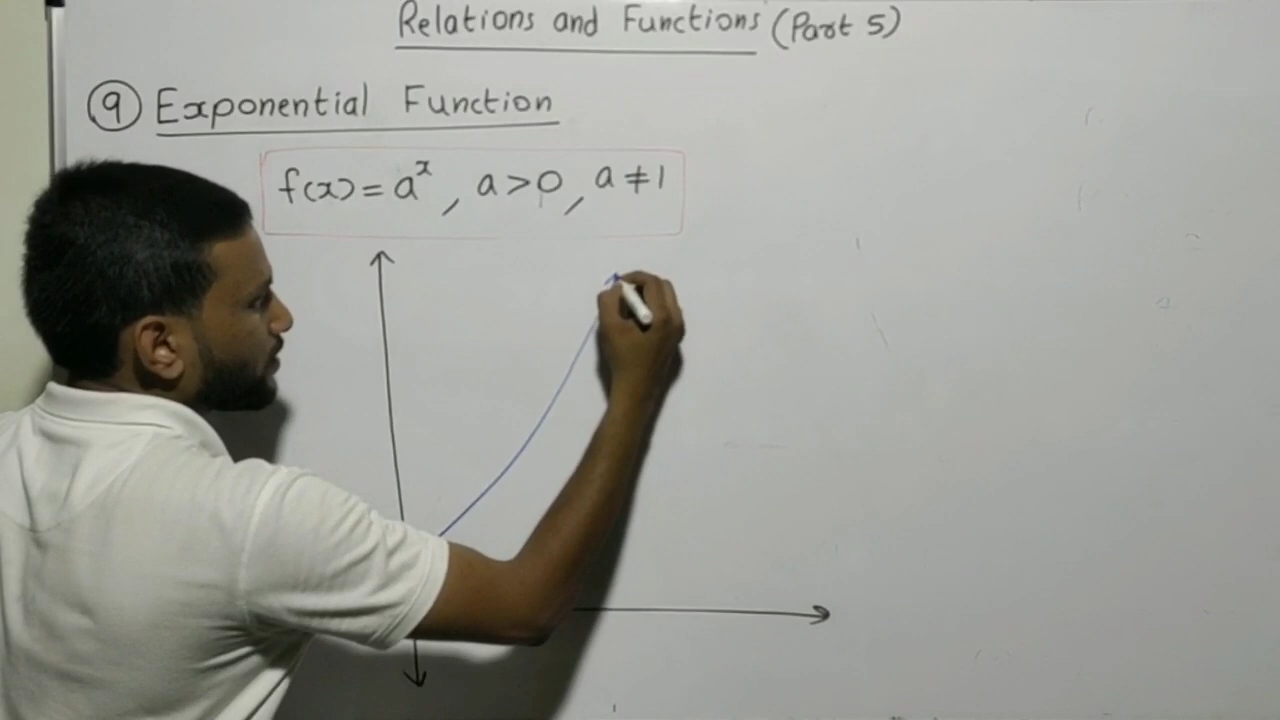 Relations and Functions (Part 5)
9 Exponential Function
f(x) = a^x , a > 0 , a ≠ 1